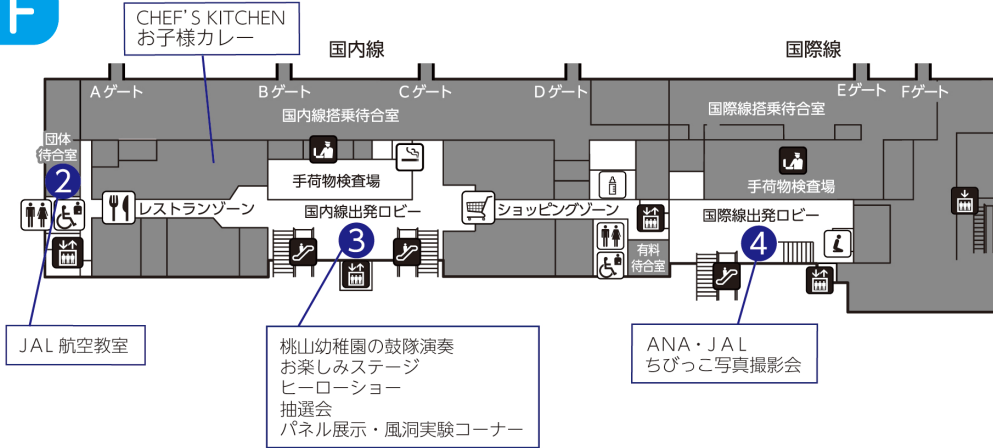 F
CHEF'S KITCHEN
お子様カレー
国内線
国際線
Aゲート
Bゲート
Cゲート
Dゲート
Eゲート
Fゲート
国内線搭乗待合室
国際線搭乗待合室
団体
待合室
2
手荷物検査場
手荷物検査場
レストランゾーン
国内線出発ロビー
ショッピングゾーン
国際線出発ロビー
3
4
有料
待合室
JAL 航空教室
桃山幼稚園の鼓隊演奏
お楽しみステージ
ヒーローショー
抽選会
パネル展示・風洞実験コーナー
ANA・JAL
ちびっこ写真撮影会